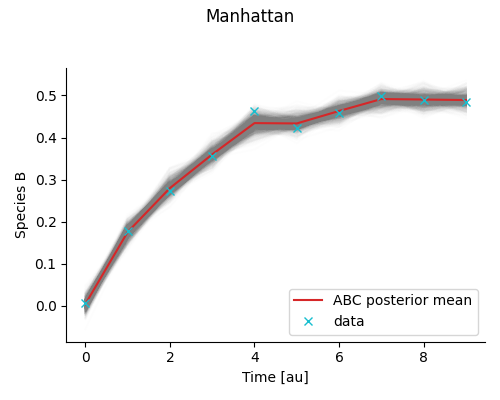 Manhattan
Species B
0.5
0.4
0.3
0.2
0.1
0.0
0
2
4
6
8
Time [au]
ABC posterior mean
data